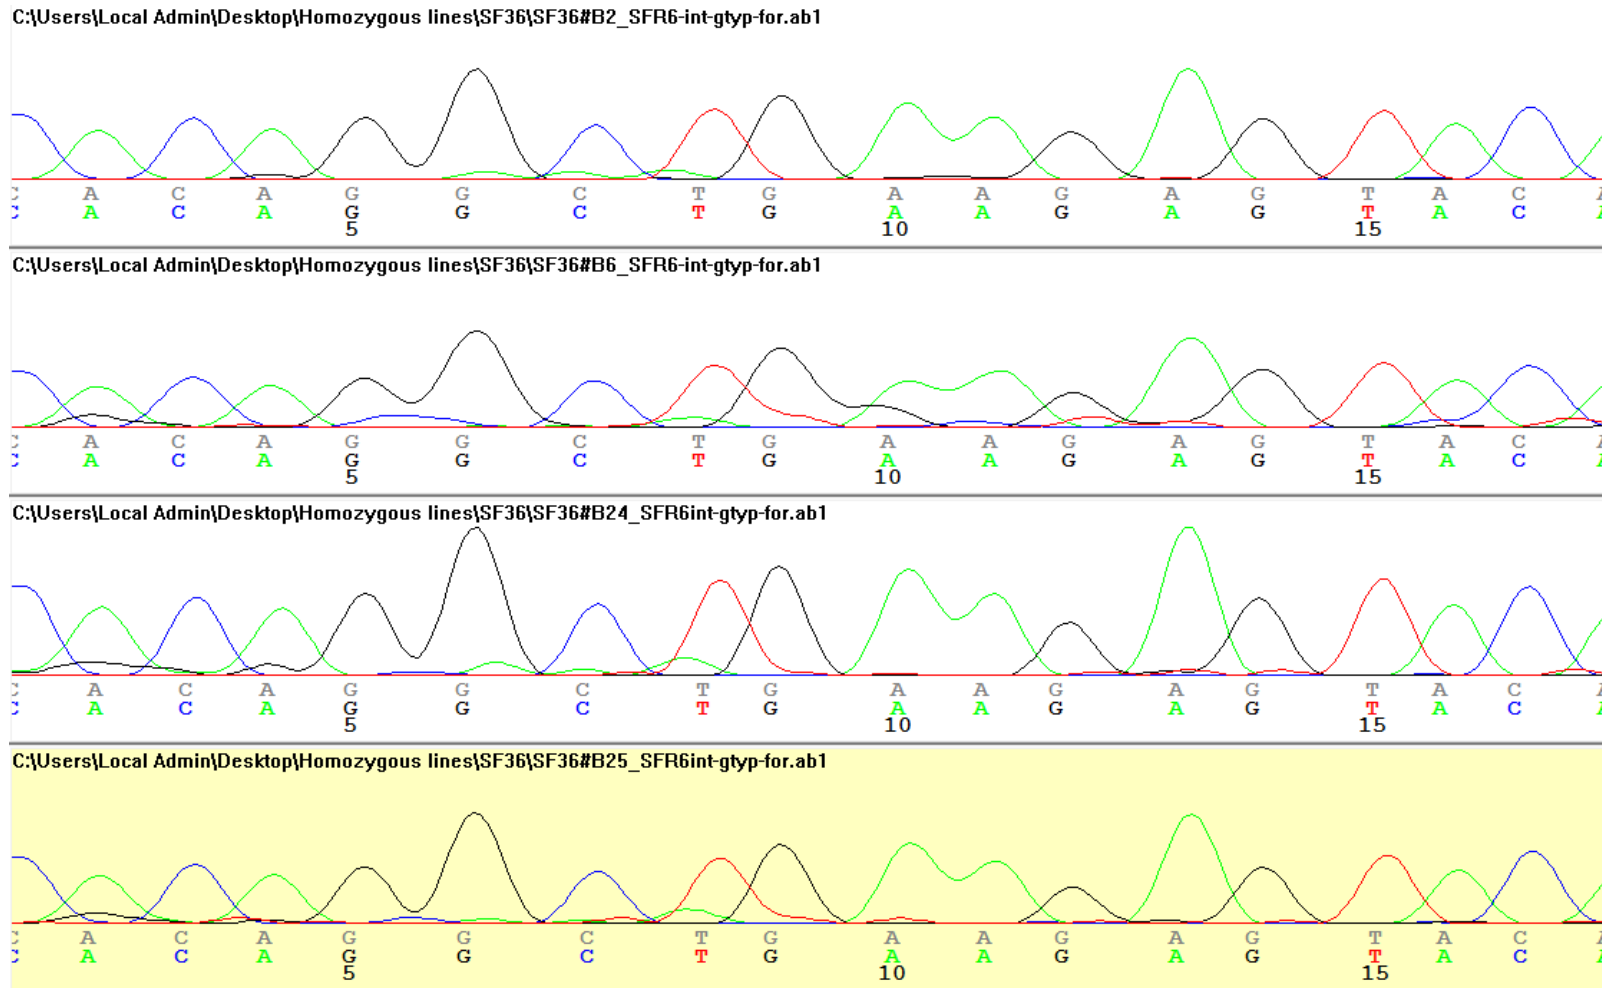 C:\Users\Local Admin\Desktop\Homozygous lines\SF36\SF36#B2_SFR6-int-gtyp-for.ab1
C A C A G G C T G A A G A G T A C A
C A C A G G C T G A A G A G T A C A
5 10 15
C:\Users\Local Admin\Desktop\Homozygous lines\SF36\SF36#B6_SFR6-int-gtyp-for.ab1
C A C A G G C T G A A G A G T A C A
C A C A G G C T G A A G A G T A C A
5 10 15
C:\Users\Local Admin\Desktop\Homozygous lines\SF36\SF36#B24_SFR6int-gtyp-for.ab1
C A C A G G C T G A A G A G T A C A
C A C A G G C T G A A G A G T A C A
5 10 15
C:\Users\Local Admin\Desktop\Homozygous lines\SF36\SF36#B25_SFR6int-gtyp-for.ab1
C A C A G G C T G A A G A G T A C A
C A C A G G C T G A A G A G T A C A
5 10 15